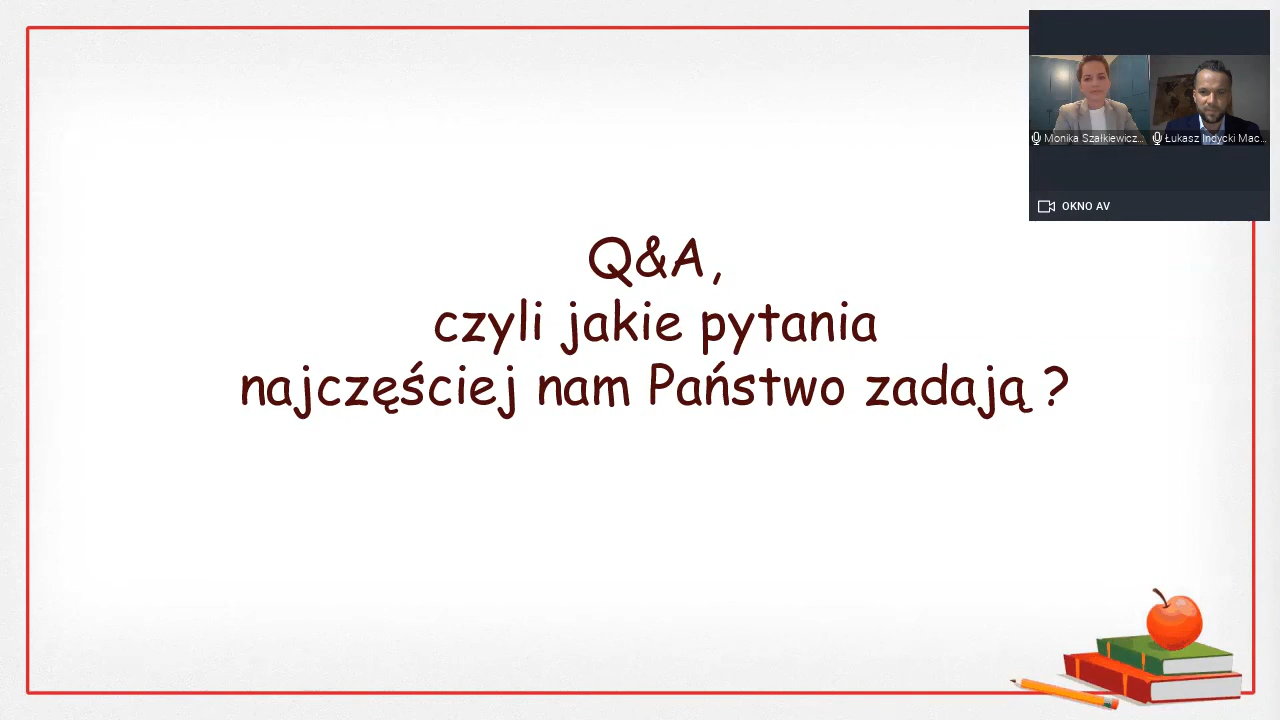 Q&A,
czyli jakie pytania
najczęściej nam Państwo zadają ?
Monika Szałkiewicz...
Łukasz Indycki Mac...
OKNO AV